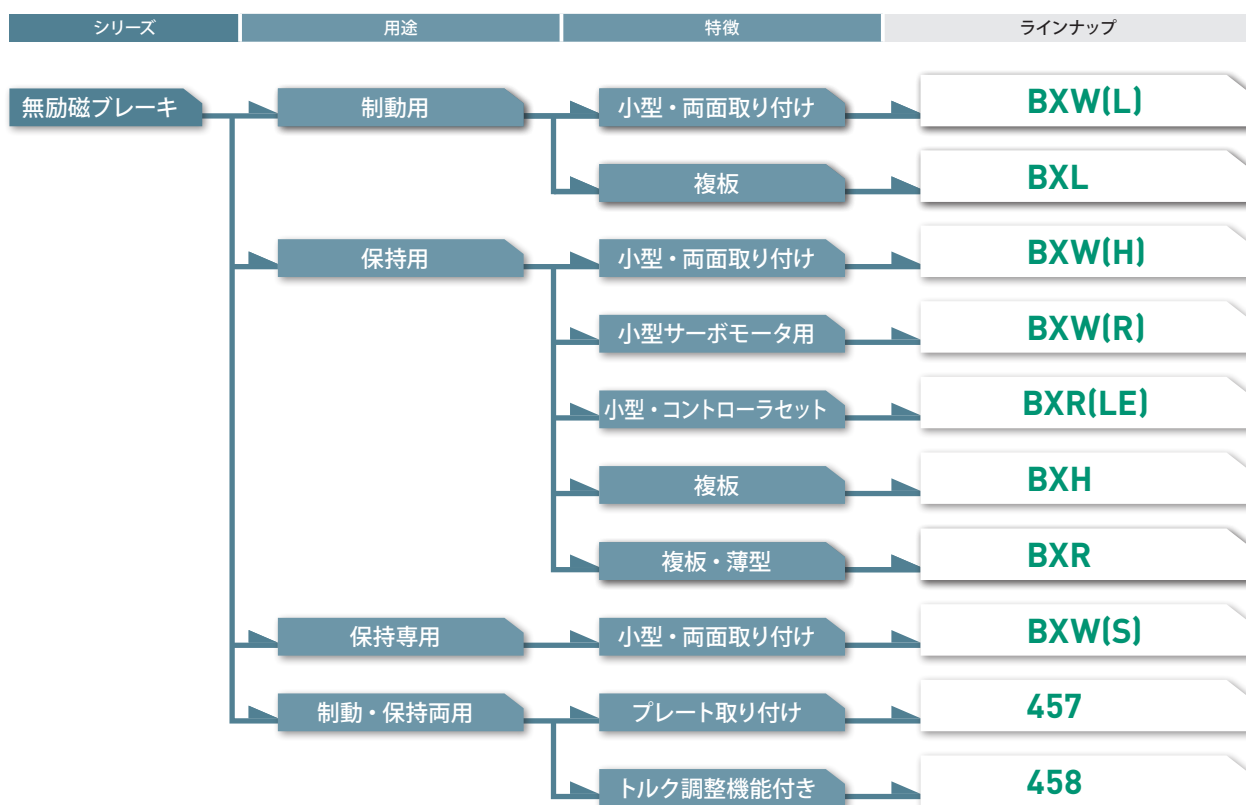 シリーズ 用途 特徴 ラインナップ
無励磁ブレーキ 制動用 小型・両面取り付け BXW(L)
複板 BXL
保持用 小型・両面取り付け BXW(H)
小型サーボモータ用 BXW(R)
小型・コントローラセット BXR(LE)
複板 BXH
複板・薄型 BXR
保持専用 小型・両面取り付け BXW(S)
制動・保持両用 プレート取り付け 457
トルク調整機能付き 458